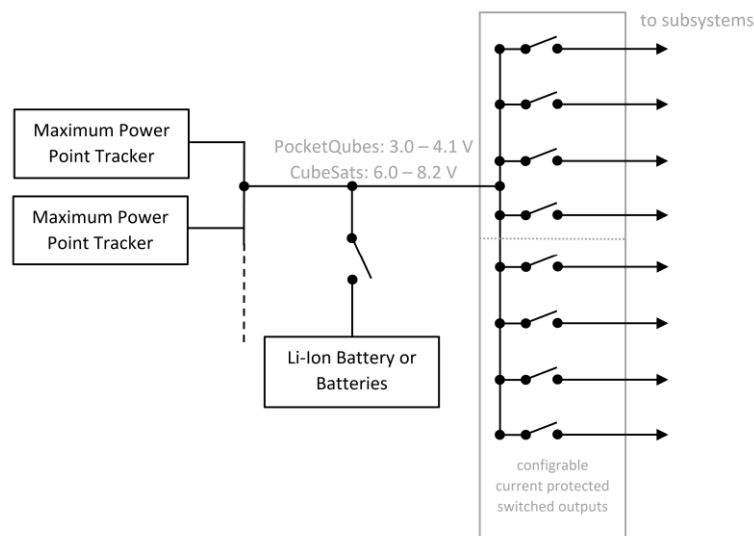 to subsystems
Maximum Power
Point Tracker
PocketQubes: 3.0 – 4.1 V
CubeSats: 6.0 – 8.2 V
Maximum Power
Point Tracker
Li-Ion Battery or
Batteries
configrable
current protected
switched outputs